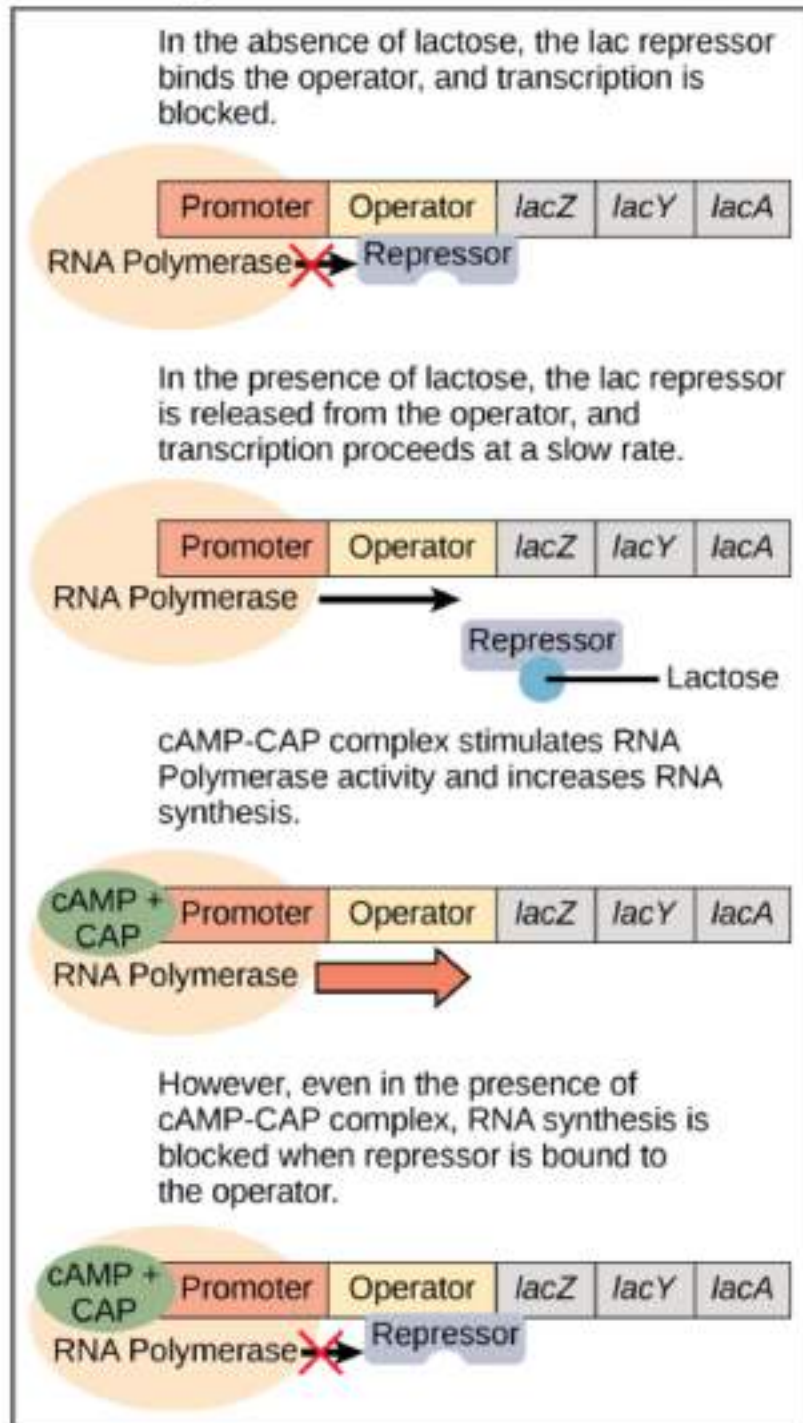 In the absence of lactose, the lac repressor
binds the operator, and transcription is
blocked.
Promoter Operator lacZ lacY lacA
RNA Polymerase Repressor
In the presence of lactose, the lac repressor
is released from the operator, and
transcription proceeds at a slow rate.
Promoter Operator lacZ lacY lacA
RNA Polymerase
Repressor
Lactose
cAMP-CAP complex stimulates RNA
Polymerase activity and increases RNA
synthesis.
cAMP +
CAP
Promoter Operator lacZ lacY lacA
RNA Polymerase
However, even in the presence of
cAMP-CAP complex, RNA synthesis is
blocked when repressor is bound to
the operator.
cAMP +
CAP
Promoter Operator lacZ lacY lacA
RNA Polymerase Repressor